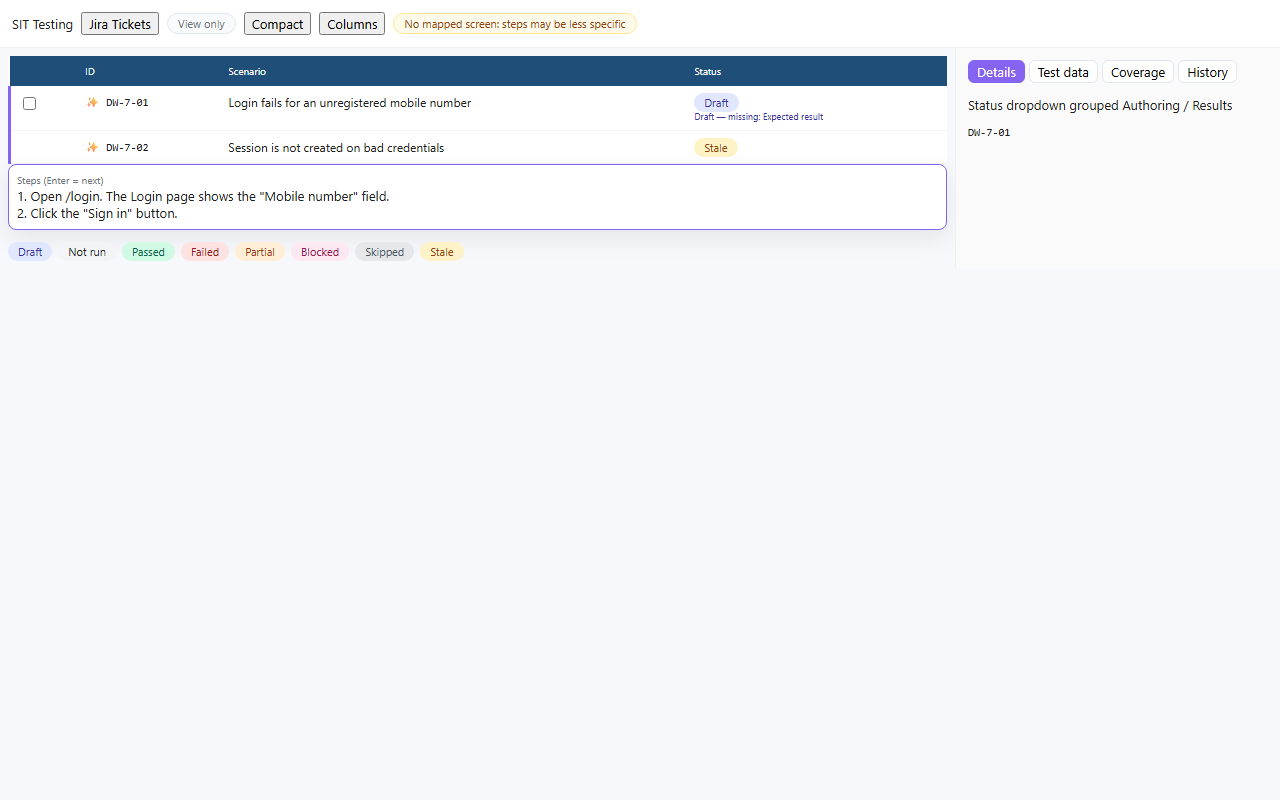 SIT Testing Jira Tickets View only Compact Columns No mapped screen: steps may be less specific
ID Scenario Status
✨ DW-7-01 Login fails for an unregistered mobile number Draft
Draft — missing: Expected result
✨ DW-7-02 Session is not created on bad credentials Stale
Steps (Enter = next)
1. Open /login. The Login page shows the "Mobile number" field.
2. Click the "Sign in" button.
Draft Not run Passed Failed Partial Blocked Skipped Stale
Details Test data Coverage History
Status dropdown grouped Authoring / Results
DW-7-01